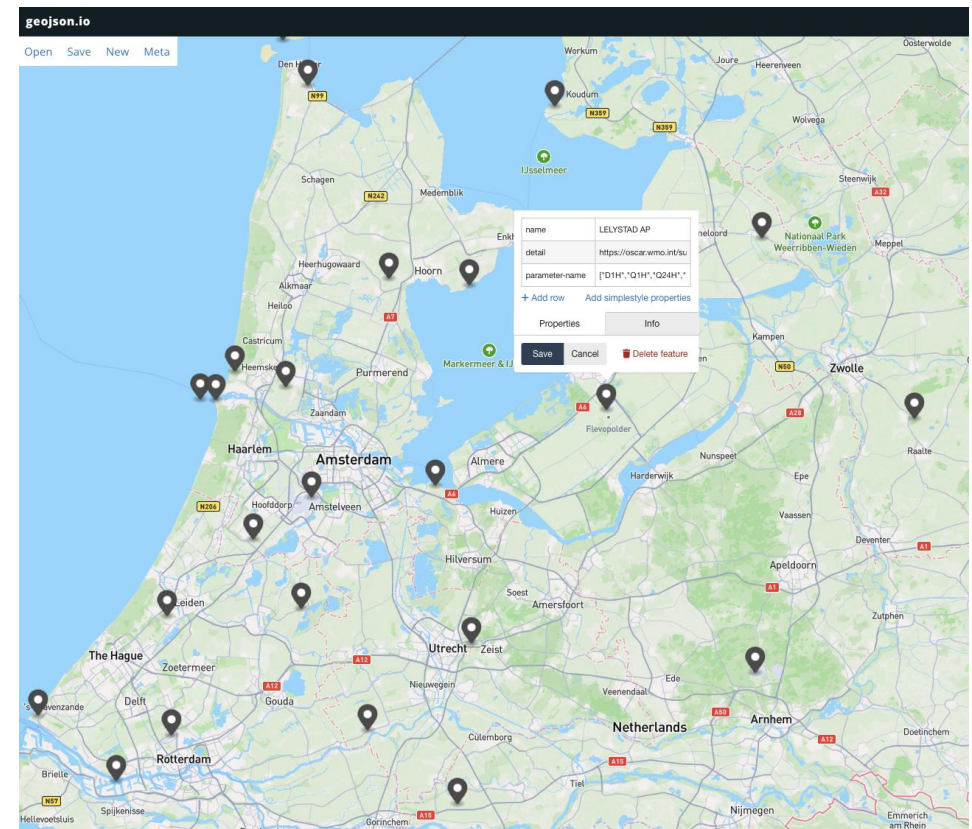 geojson.io
Open Save New Meta
Oosterwolde
Workum
Joure
Heerenveen
Den H
er
N99
Koudum
N359
N359
Wolvega
IJsselmeer
Schagen
N242
Medemblik
Steenwijk
A32
name LELYSTAD AP
Enkh
neloord
Nationaal Park
Weerribben-Wieden
Meppel
detail https://oscar.wmo.int/su
Heerhugowaard
Hoorn
parameter-name ["D1H","Q1H","Q24H","
Alkmaar
+ Add row Add simplestyle properties
Heiloo
A7
Properties Info
Castricum
Kampen
Save Cancel Delete feature
en
Markermeer & IJ
Heemske
Purmerend
N50
Zwolle
A6
Zaandam
A28
Flevopolder
Haarlem
Amsterdam
Almere
Nunspeet
Raalte
Harderwijk
Epe
A6
N206
Hoofddorp
Amstelveen
Huizen
Vaassen
Deventer
A1
Hilversum
Apeldoorn
A1
Soest
Amersfoort
Leiden
Zutphen
The Hague
Utrecht
Zeist
Zoetermeer
A12
Ede
Nieuwegein
Veenendaal
A12
's
avenzande
Delft
Gouda
A50
Arnhem
Netherlands
Culemborg
A12
Doetinchem
Rotterdam
A15
Brielle
Tiel
N57
Spijkenisse
Nijmegen
Hellevoetsluis
Gorinchem
A15
Emmerich
am Rhein